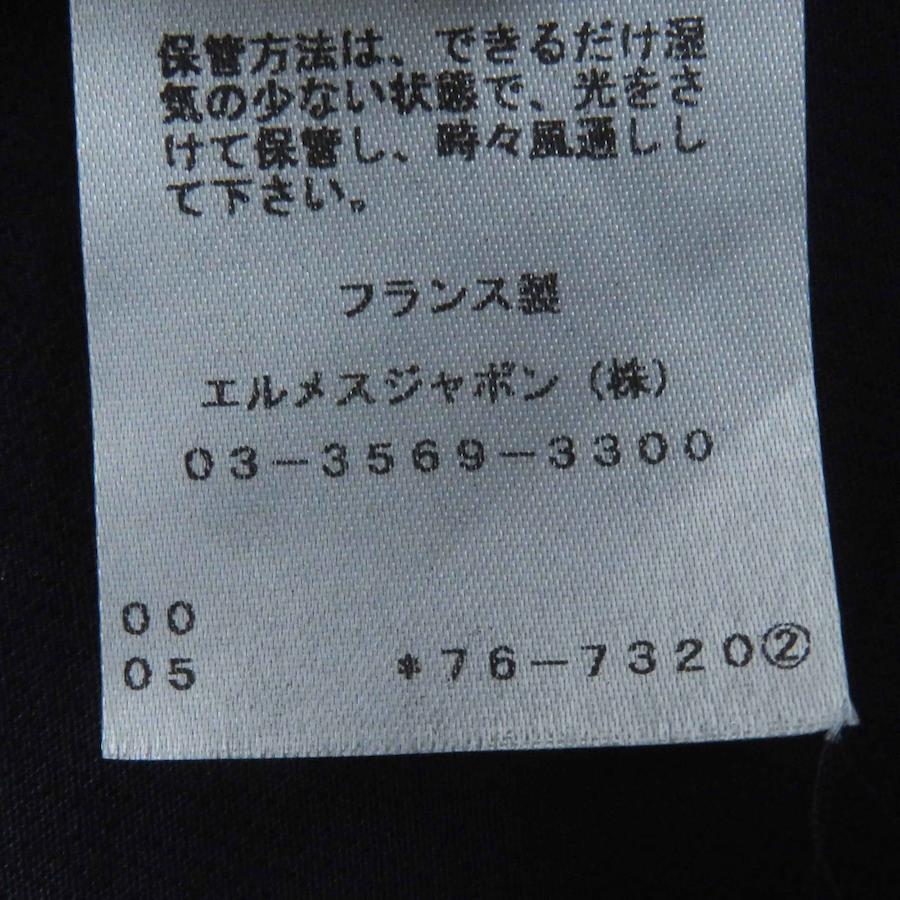 保管方法は、できるだけ湿
気の少ない状態で、光をさ
けて保管し、時々風通しし
て下さい。
フランス製
エルメスジャポン（株）
03-3569-3300
00
05 *76-7320②